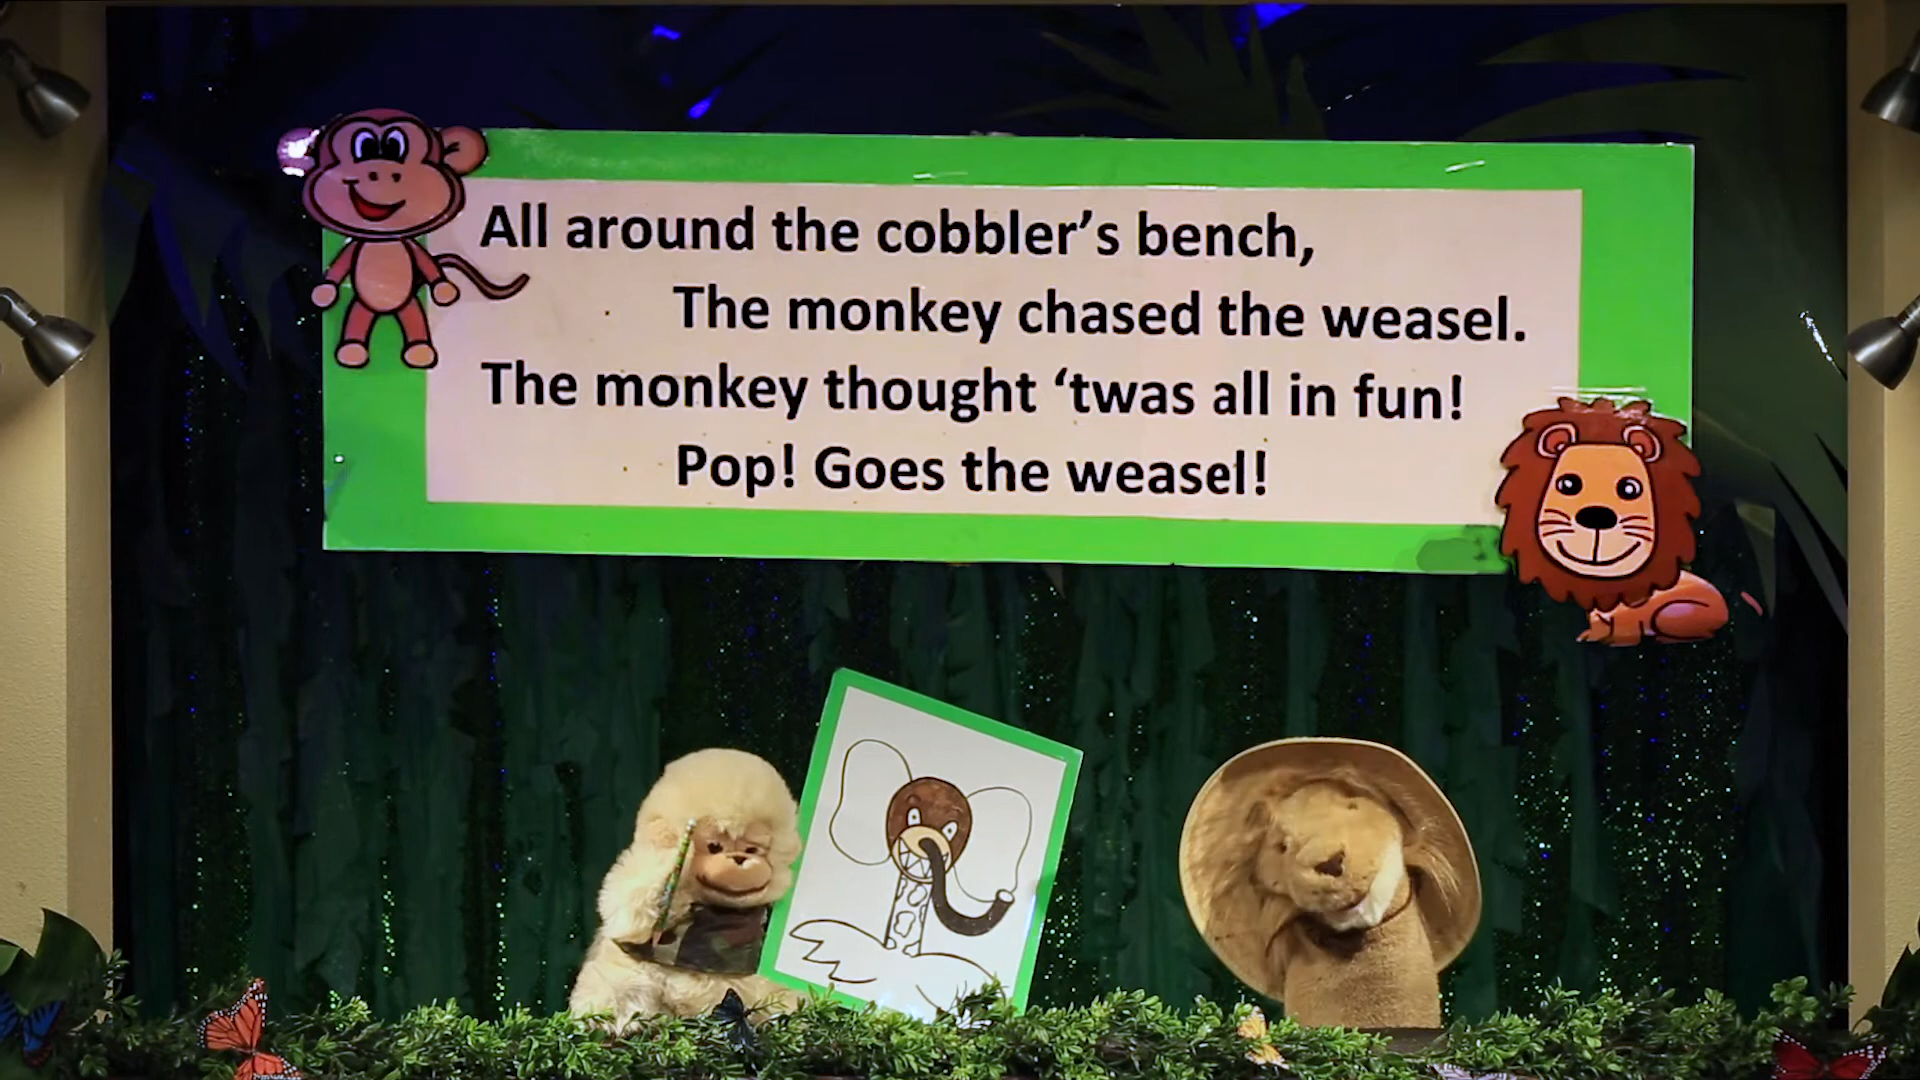 All around the cobbler’s bench,
The monkey chased the weasel.
The monkey thought ‘twas all in fun!
Pop! Goes the weasel!